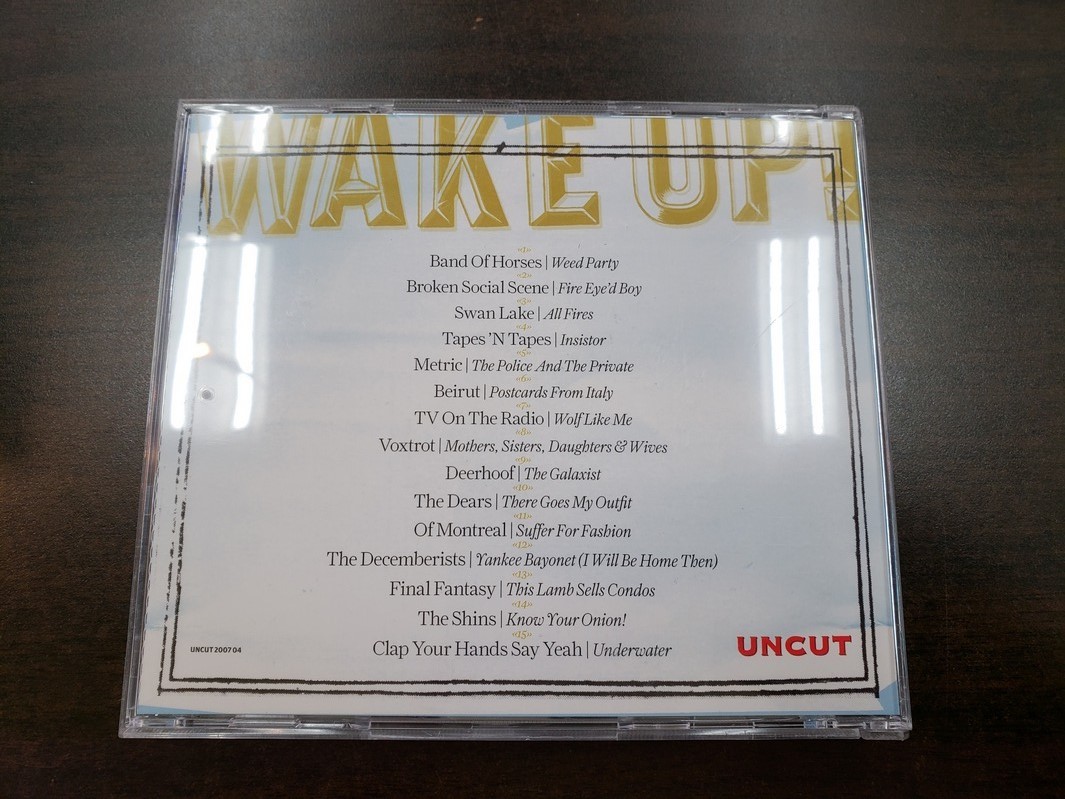 WAKE UP!
«1»
Band Of Horses | Weed Party
«2»
Broken Social Scene | Fire Eye'd Boy
«3»
Swan Lake | All Fires
«4»
Tapes 'N Tapes | Insistor
«5»
Metric | The Police And The Private
«6»
Beirut | Postcards From Italy
«7»
TV On The Radio | Wolf Like Me
«8»
Voxtrot | Mothers, Sisters, Daughters & Wives
«9»
Deerhoof | The Galaxist
«10»
The Dears | There Goes My Outfit
«11»
Of Montreal | Suffer For Fashion
«12»
The Decemberists | Yankee Bayonet (I Will Be Home Then)
«13»
Final Fantasy | This Lamb Sells Condos
«14»
The Shins | Know Your Onion!
«15»
Clap Your Hands Say Yeah | Underwater
UNCUT 2007 04
UNCUT